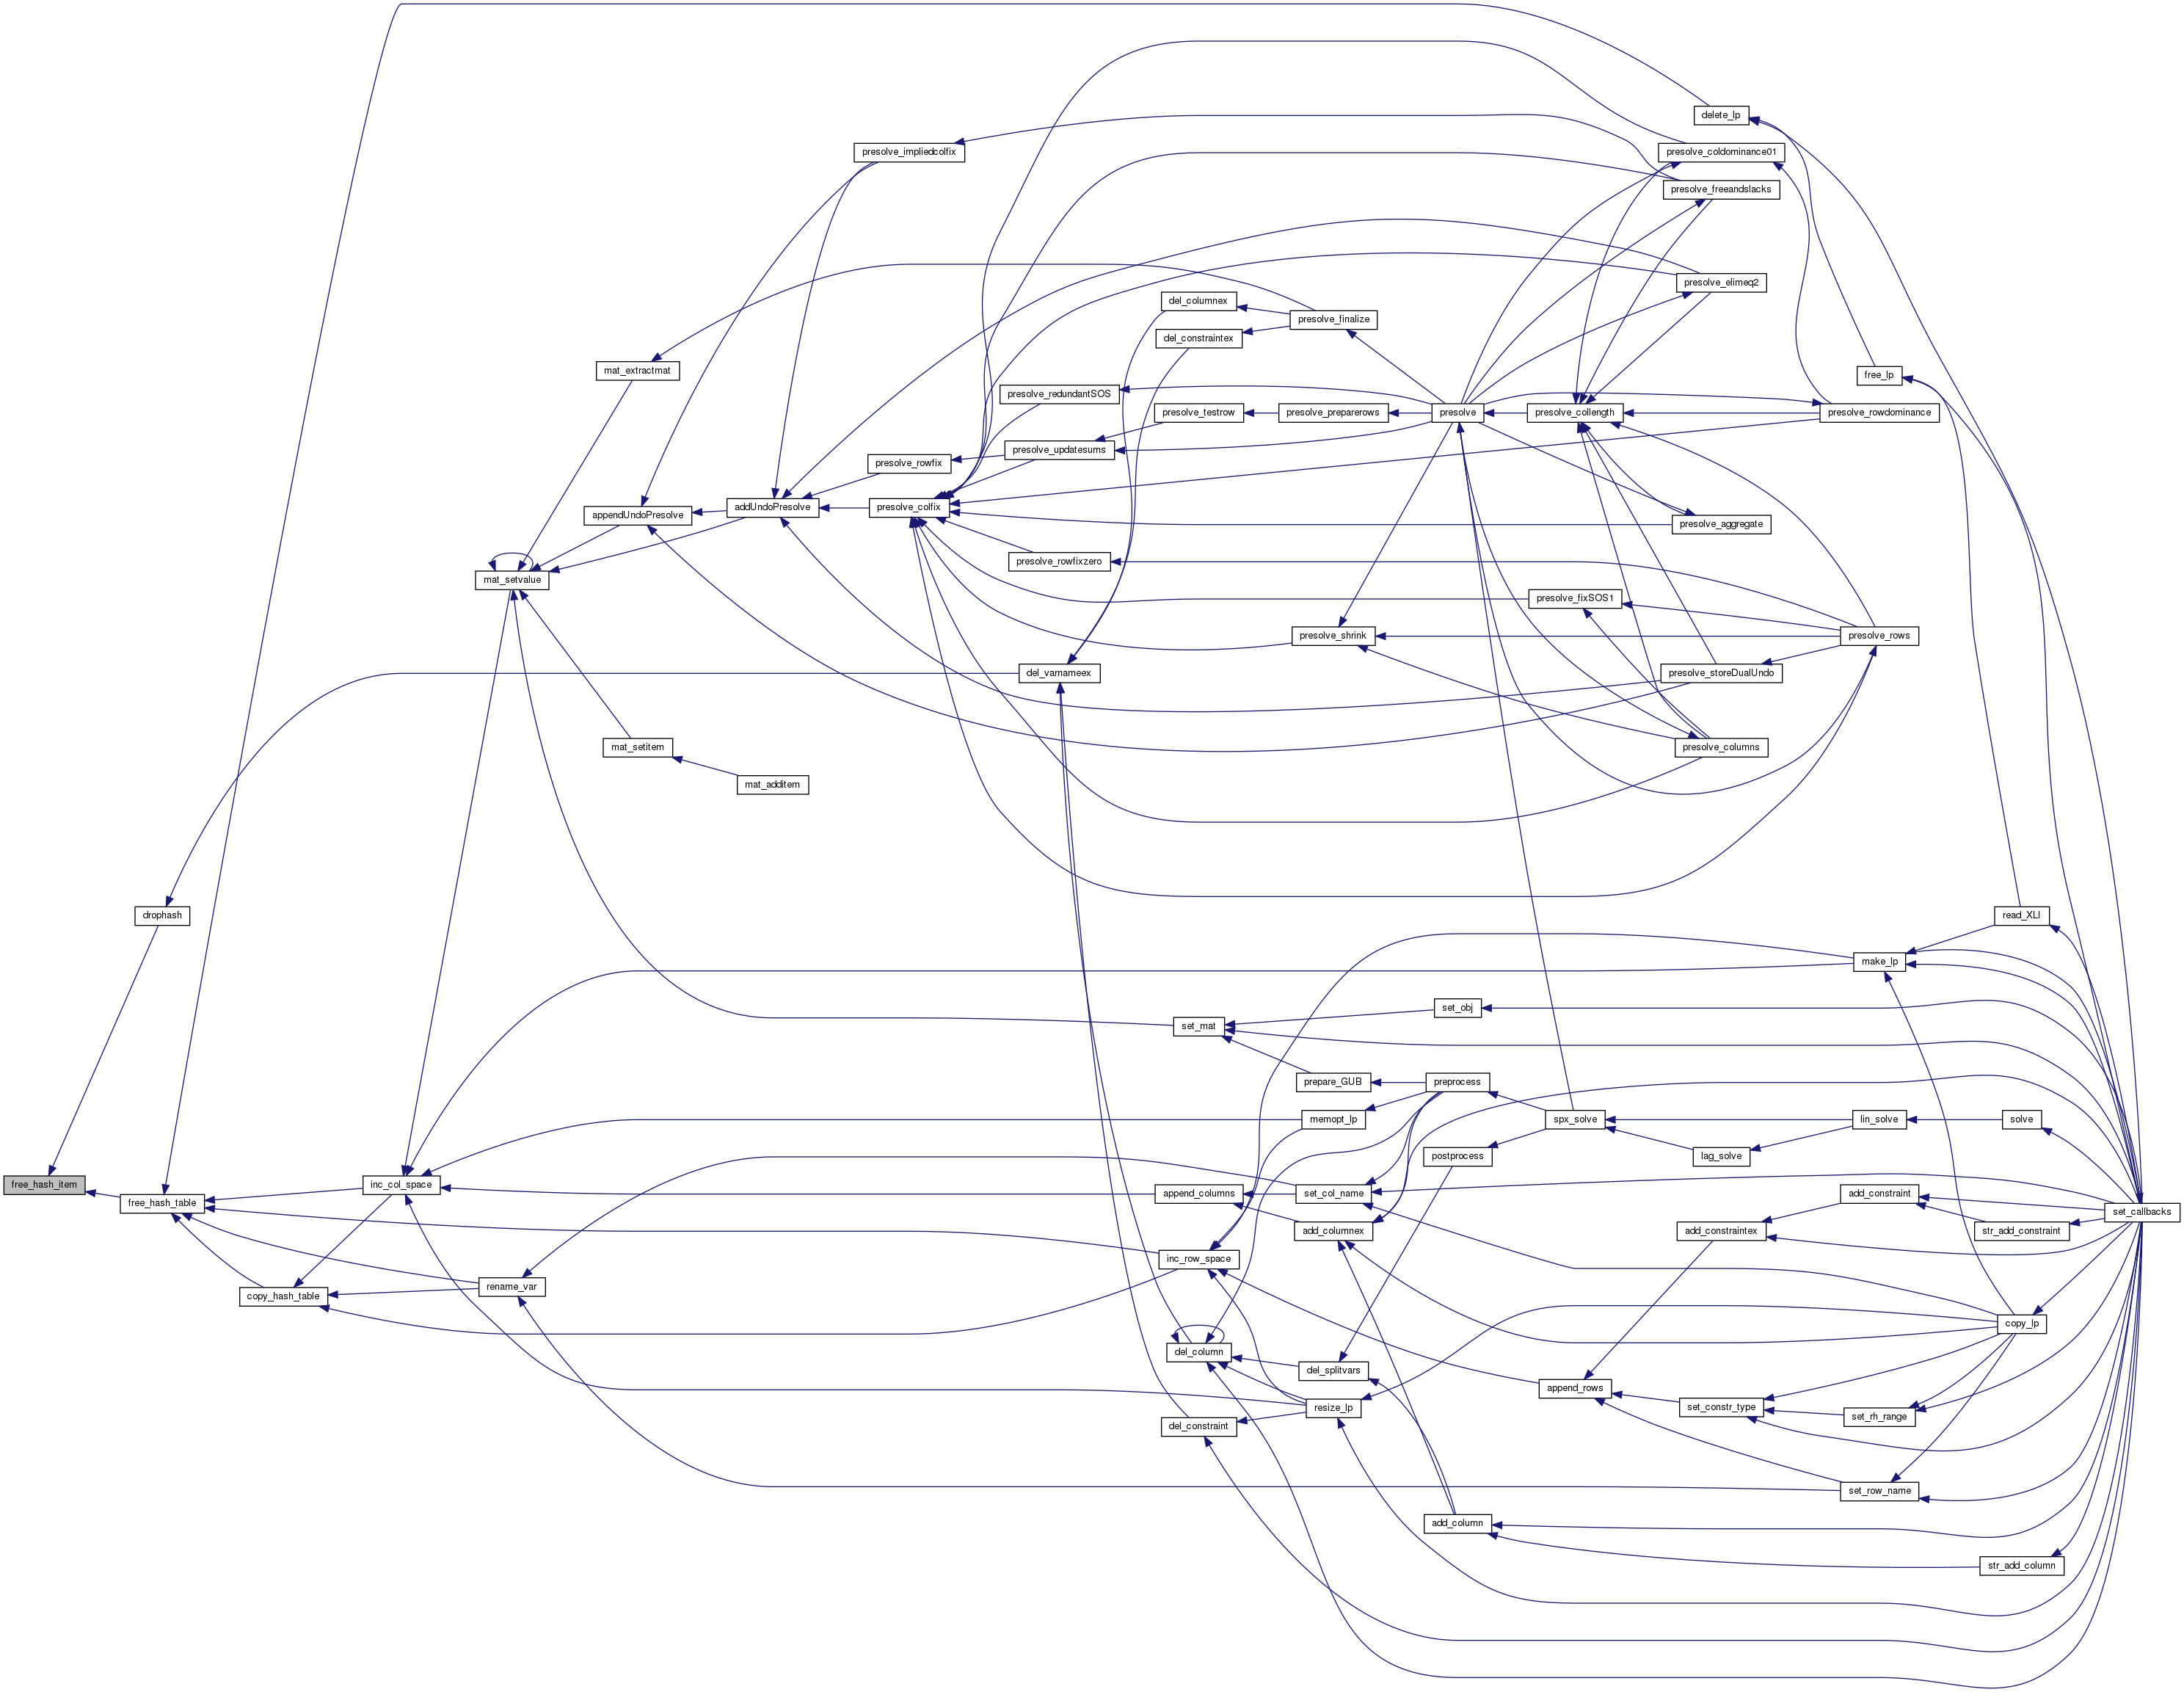 delete_lp
presolve_impliedcolfix
presolve_coldominance01
presolve_freeandslacks
presolve_elimeq2
del_columnex
presolve_finalize
del_constraintex
mat_extractmat
free_lp
presolve_redundantSOS
presolve_testrow
presolve_preparerows
presolve
presolve_collength
presolve_rowdominance
presolve_updatesums
presolve_rowfix
addUndoPresolve
presolve_colfix
appendUndoPresolve
presolve_aggregate
presolve_rowfixzero
mat_setvalue
presolve_fixSOS1
presolve_shrink
presolve_rows
del_varnameex
presolve_storeDualUndo
mat_setitem
presolve_columns
mat_additem
drophash
read_XLI
make_lp
set_obj
set_mat
prepare_GUB
preprocess
memopt_lp
spx_solve
lin_solve
solve
postprocess
lag_solve
free_hash_item
inc_col_space
append_columns
set_col_name
add_constraint
free_hash_table
set_callbacks
add_columnex
add_constraintex
str_add_constraint
inc_row_space
rename_var
copy_hash_table
copy_lp
del_column
del_splitvars
append_rows
resize_lp
set_constr_type
set_rh_range
del_constraint
set_row_name
add_column
str_add_column